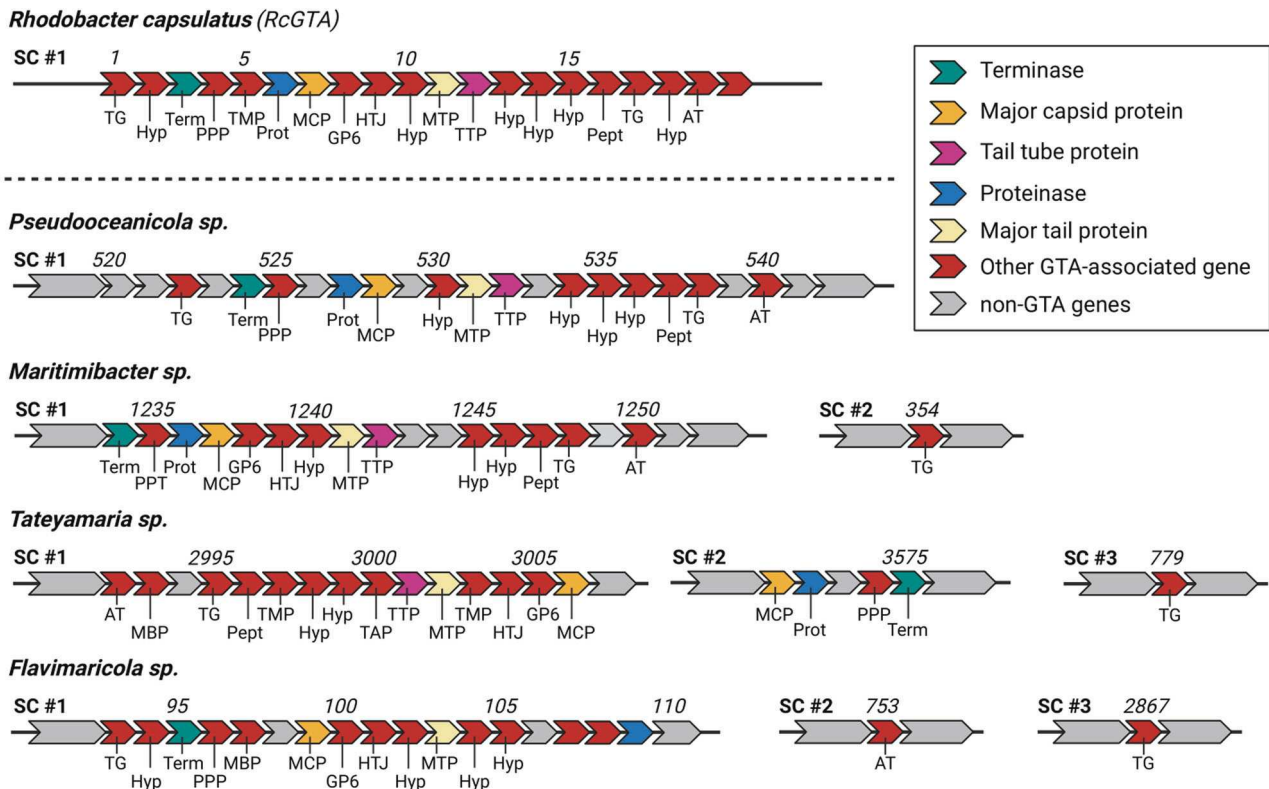 Rhodobacter capsulatus (RcGTA)
SC #1 1 5 10 15
TG Term TMP MCP HTJ MTP Hyp Hyp TG AT
Hyp PPP Prot GP6 Hyp TTP Hyp Pept Hyp
Terminase
Major capsid protein
Tail tube protein
Proteinase
Major tail protein
Other GTA-associated gene
non-GTA genes
Pseudooceanicola sp.
SC #1 520 525 530 535 540
TG Term Prot Hyp TTP Hyp Hyp TG AT
PPP MCP MTP Hyp Pept
Maritimibacter sp.
SC #1 1235 1240 1245 1250 SC #2 354
Term Prot GP6 Hyp TTP Hyp TG AT TG
PPT MCP HTJ MTP Hyp Pept
Tateyamaria sp.
SC #1 2995 3000 3005 SC #2 3575 SC #3 779
AT TG TMP Hyp TTP TMP GP6 MCP PPP TG
MBP Pept Hyp TAP MTP HTJ MCP Prot Term
Flavimaricola sp.
SC #1 95 100 105 110 SC #2 753 SC #3 2867
TG Term MBP MCP HTJ MTP Hyp AT TG
Hyp PPP GP6 Hyp Hyp